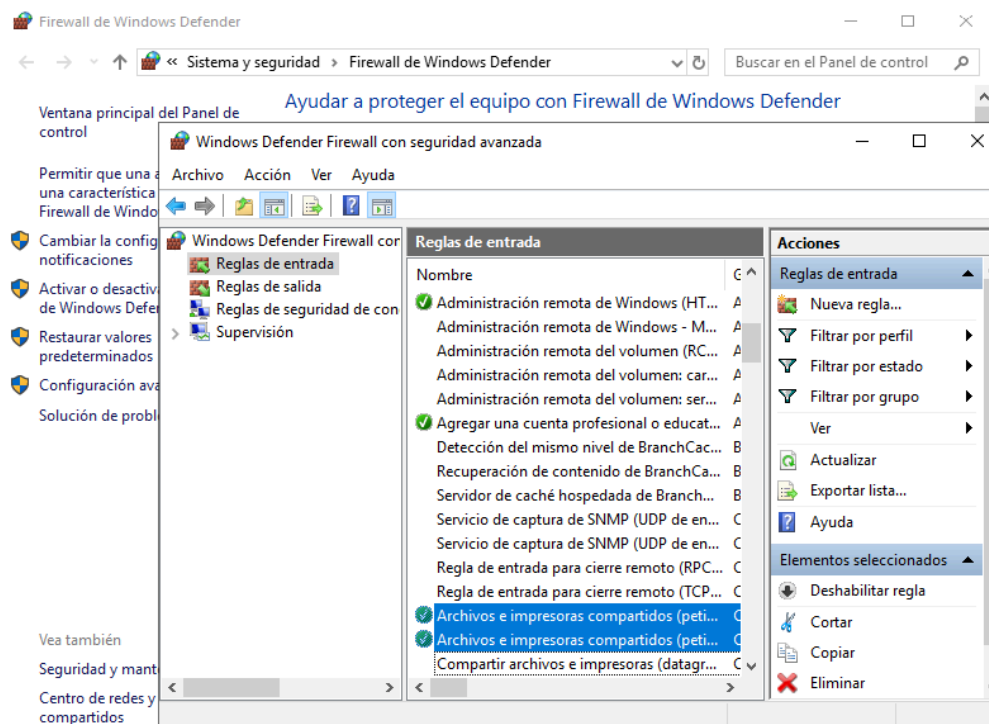 Firewall de Windows Defender
« Sistema y seguridad › Firewall de Windows Defender
Buscar en el Panel de control
Ventana principal del Panel de
control
Permitir que una a
una característica
Firewall de Windo
Cambiar la config
notificaciones
Activar o desactiv
de Windows Defer
Restaurar valores
predeterminados
Configuración ava
Solución de probl
Vea también
Seguridad y mant
Centro de redes y
compartidos
Ayudar a proteger el equipo con Firewall de Windows Defender
Windows Defender Firewall con seguridad avanzada
Archivo Acción Ver Ayuda
Windows Defender Firewall cor
Reglas de entrada
Reglas de salida
Reglas de seguridad de con
Supervisión
Reglas de entrada
Nombre G
Administración remota de Windows (HT... A
Administración remota de Windows - M... A
Administración remota del volumen (RC... A
Administración remota del volumen: car... A
Administración remota del volumen: ser... A
Agregar una cuenta profesional o educat... A
Detección del mismo nivel de BranchCac... B
Recuperación de contenido de BranchCa... B
Servidor de caché hospedada de Branch... B
Servicio de captura de SNMP (UDP de en... C
Servicio de captura de SNMP (UDP de en... C
Regla de entrada para cierre remoto (RPC... C
Regla de entrada para cierre remoto (TCP... C
Archivos e impresoras compartidos (peti... C
Archivos e impresoras compartidos (peti... C
Compartir archivos e impresoras (datagr... C
Acciones
Reglas de entrada
Nueva regla...
Filtrar por perfil
Filtrar por estado
Filtrar por grupo
Ver
Actualizar
Exportar lista...
Ayuda
Elementos seleccionados
Deshabilitar regla
Cortar
Copiar
Eliminar